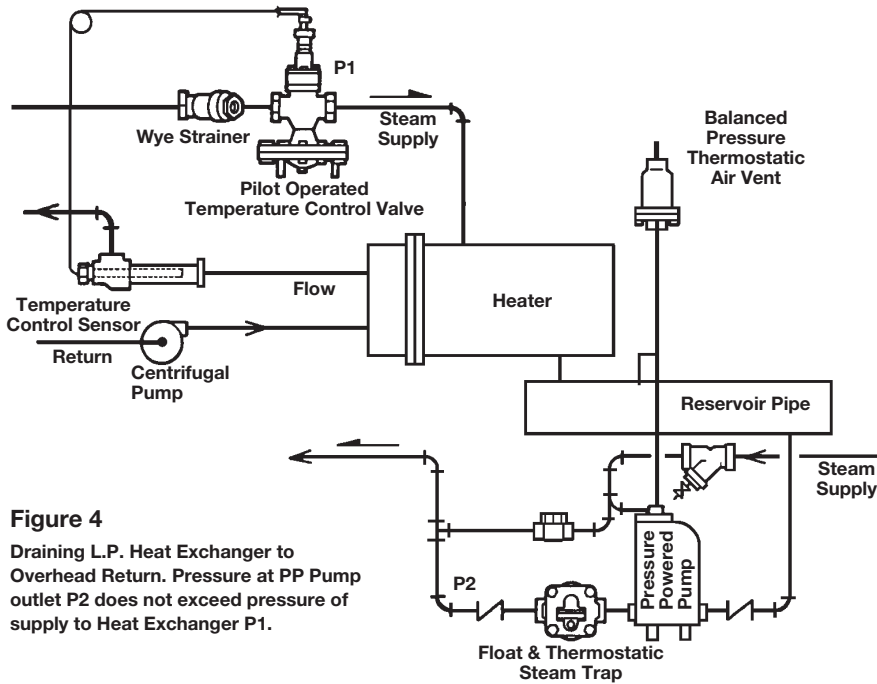 P1
Steam
Supply
Wye Strainer
Pilot Operated
Temperature Control Valve
Balanced
Pressure
Thermostatic
Air Vent
Temperature
Control Sensor
Flow
Heater
Return
Centrifugal
Pump
Reservoir Pipe
Steam
Supply
Pressure
Powered
Pump
P2
Float & Thermostatic
Steam Trap
Figure 4
Draining L.P. Heat Exchanger to
Overhead Return. Pressure at PP Pump
outlet P2 does not exceed pressure of
supply to Heat Exchanger P1.